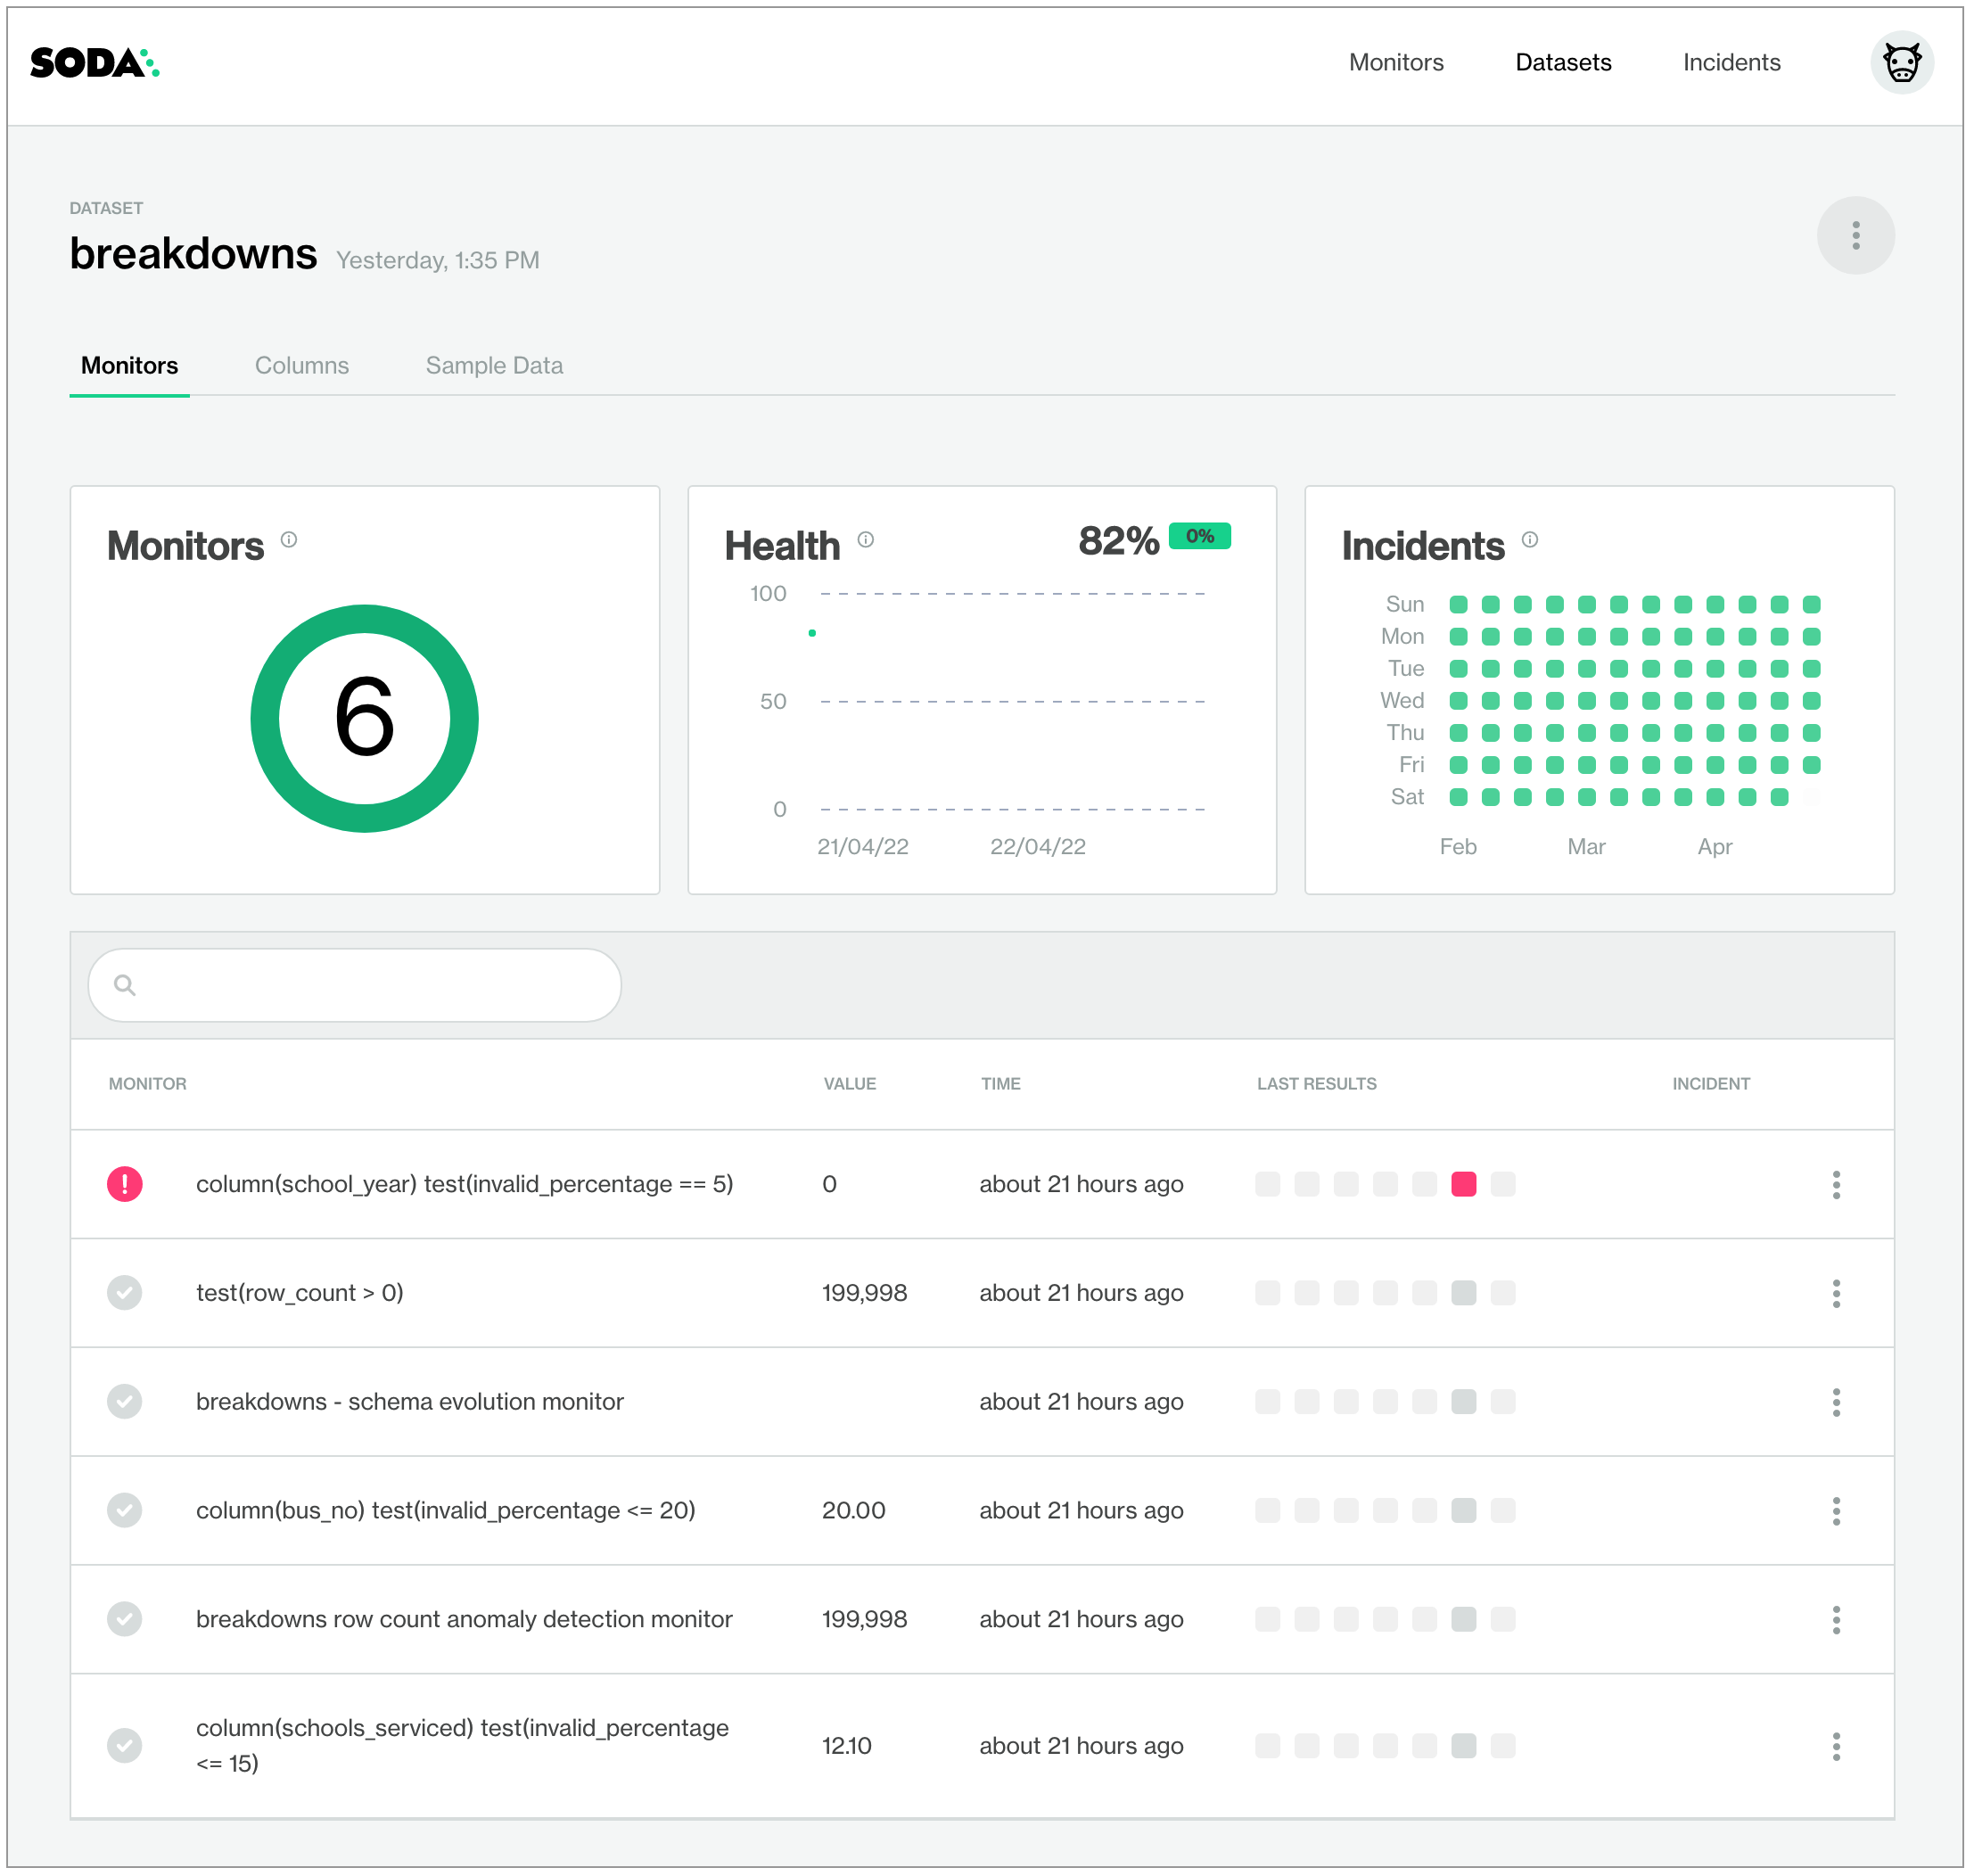 SODA
Monitors Datasets Incidents
DATASET
breakdowns Yesterday, 1:35 PM
Monitors Columns Sample Data
Monitors
6
Health 82% 0%
100
50
0
21/04/22 22/04/22
Incidents
Sun
Mon
Tue
Wed
Thu
Fri
Sat
Feb Mar Apr
MONITOR VALUE TIME LAST RESULTS INCIDENT
column(school_year) test(invalid_percentage == 5) 0 about 21 hours ago
test(row_count > 0) 199,998 about 21 hours ago
breakdowns - schema evolution monitor about 21 hours ago
column(bus_no) test(invalid_percentage <= 20) 20.00 about 21 hours ago
breakdowns row count anomaly detection monitor 199,998 about 21 hours ago
column(schools_serviced) test(invalid_percentage
<= 15) 12.10 about 21 hours ago